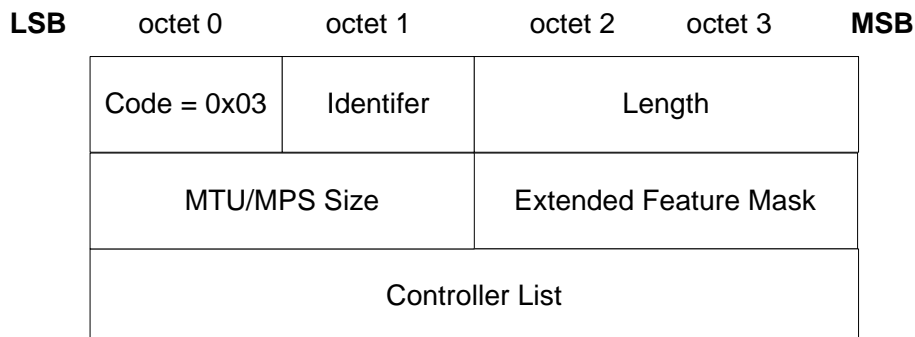 LSB octet 0 octet 1 octet 2 octet 3 MSB
Code = 0x03 Identifer Length
MTU/MPS Size Extended Feature Mask
Controller List